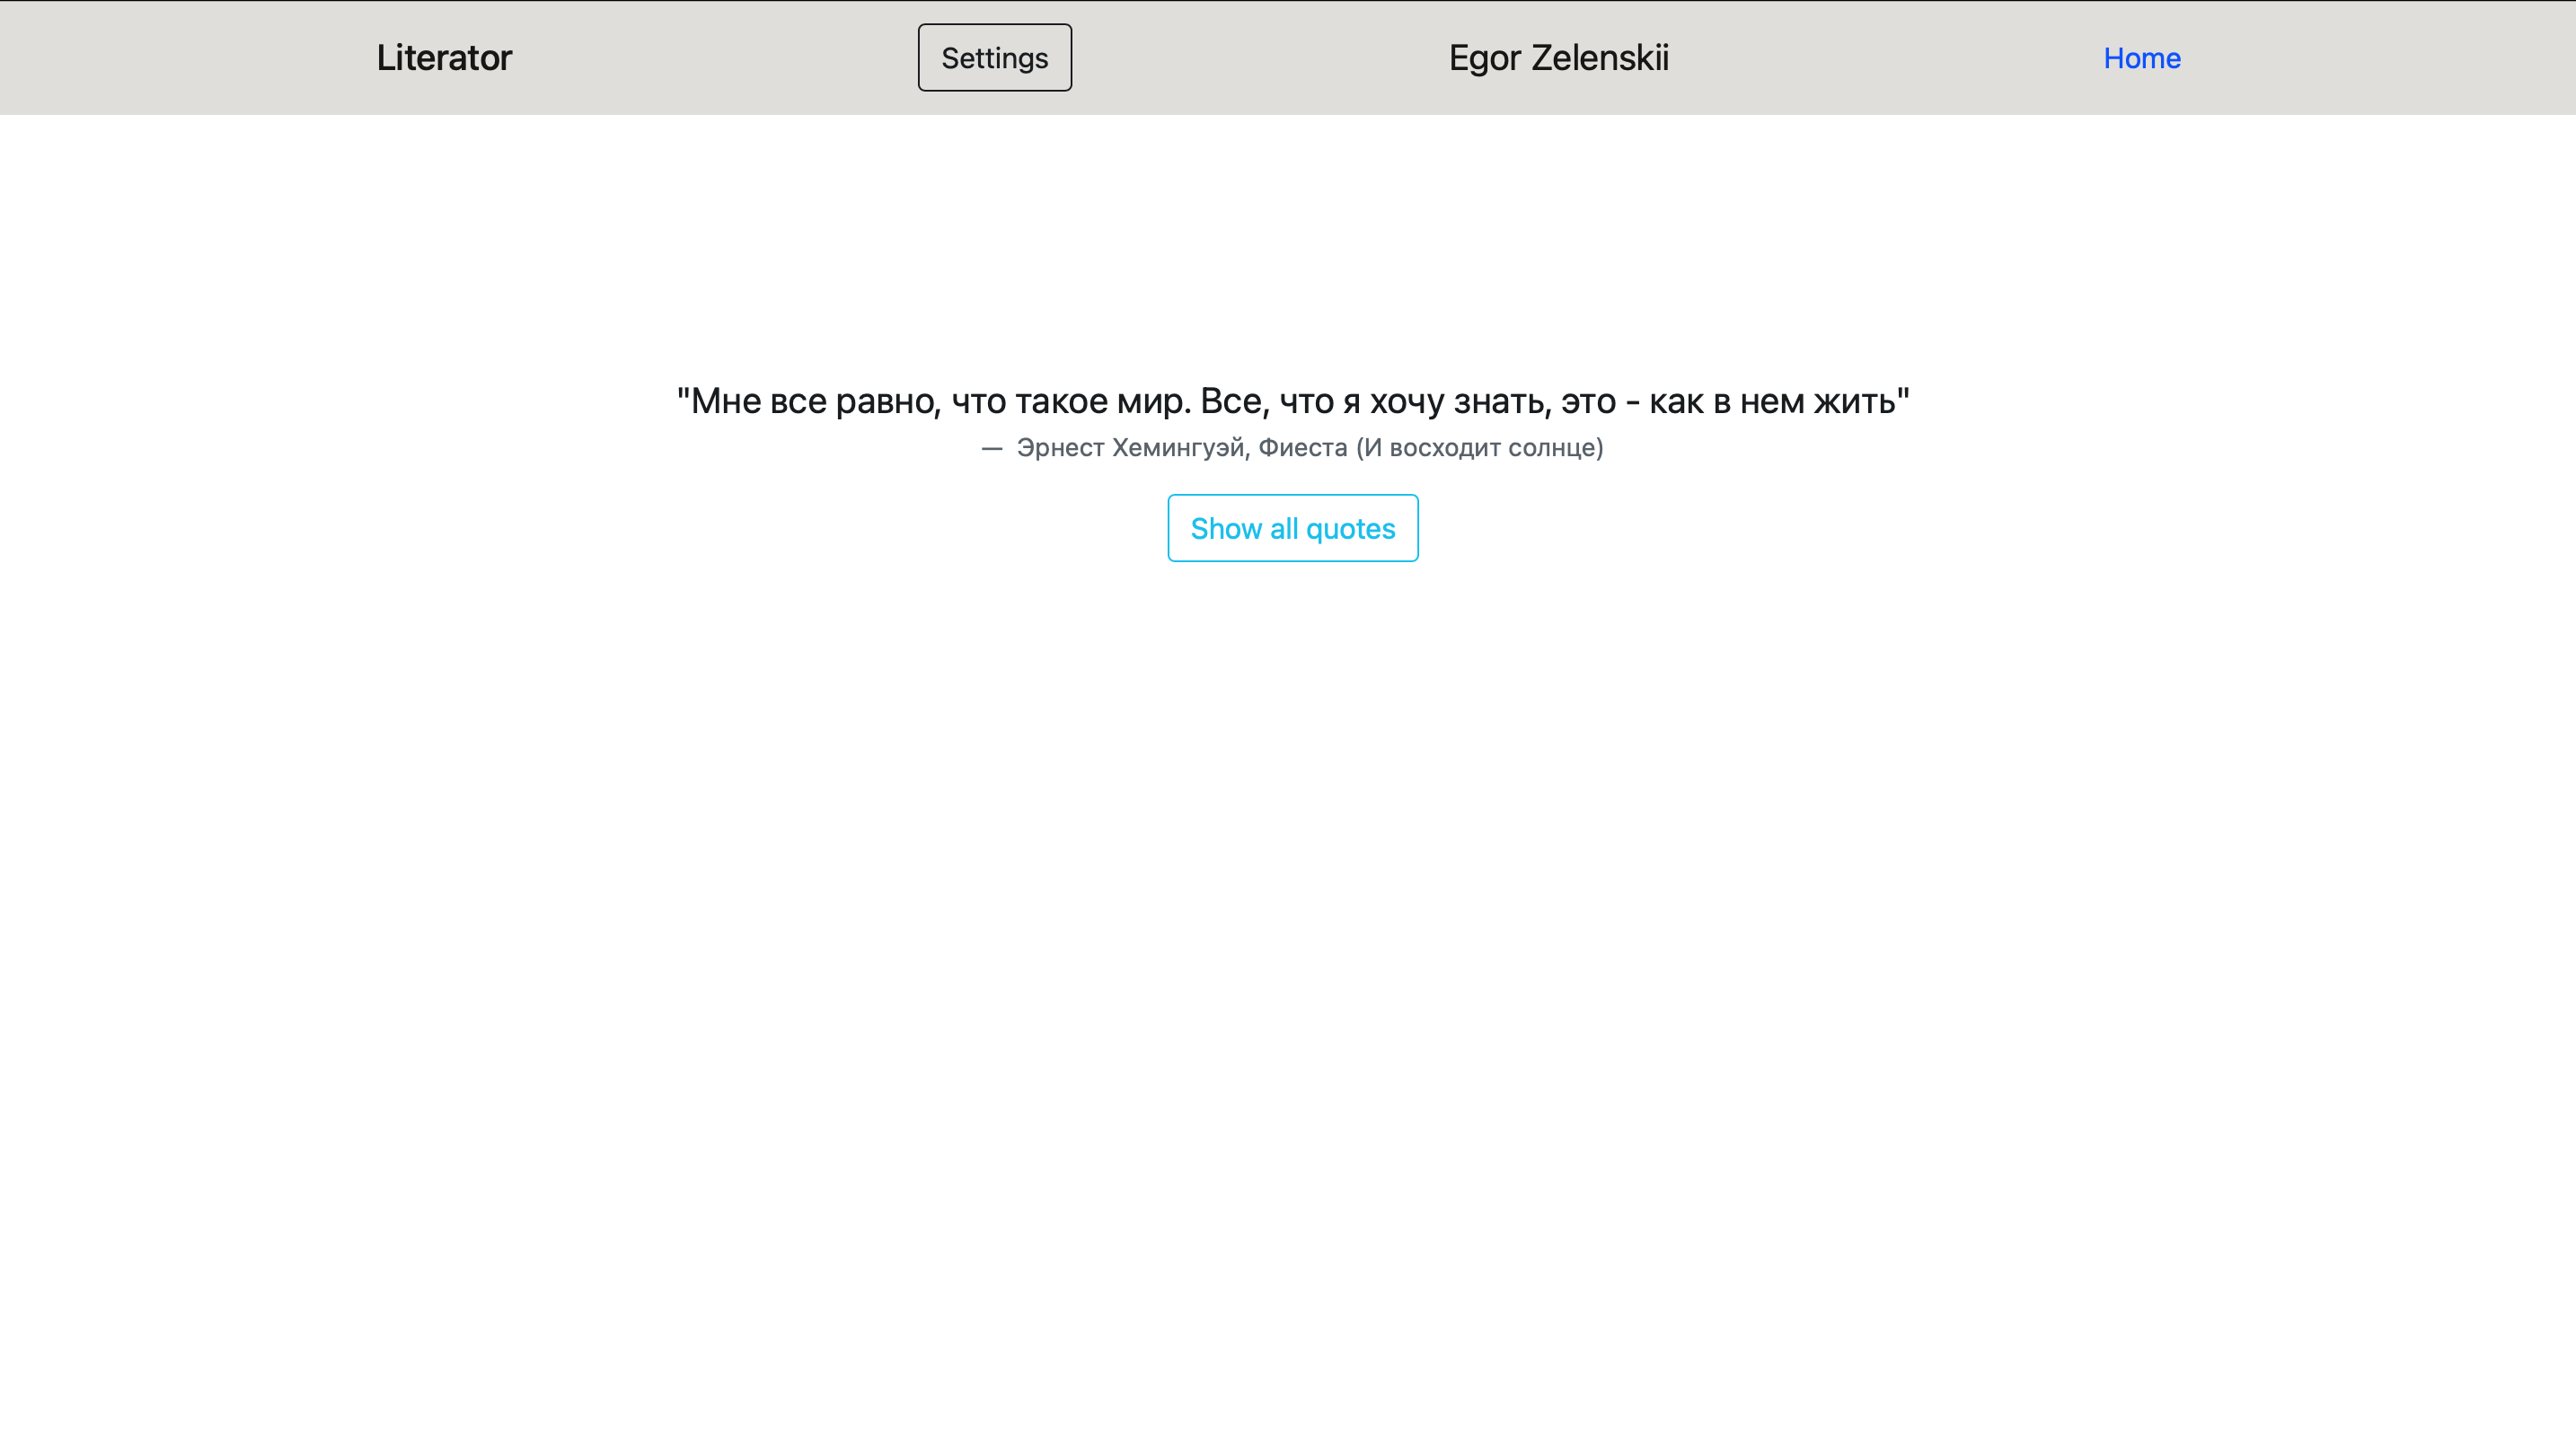 Literator
Settings
Egor Zelenskii
Home
"Мне все равно, что такое мир. Все, что я хочу знать, это - как в нем жить"
— Эрнест Хемингуэй, Фиеста (И восходит солнце)
Show all quotes